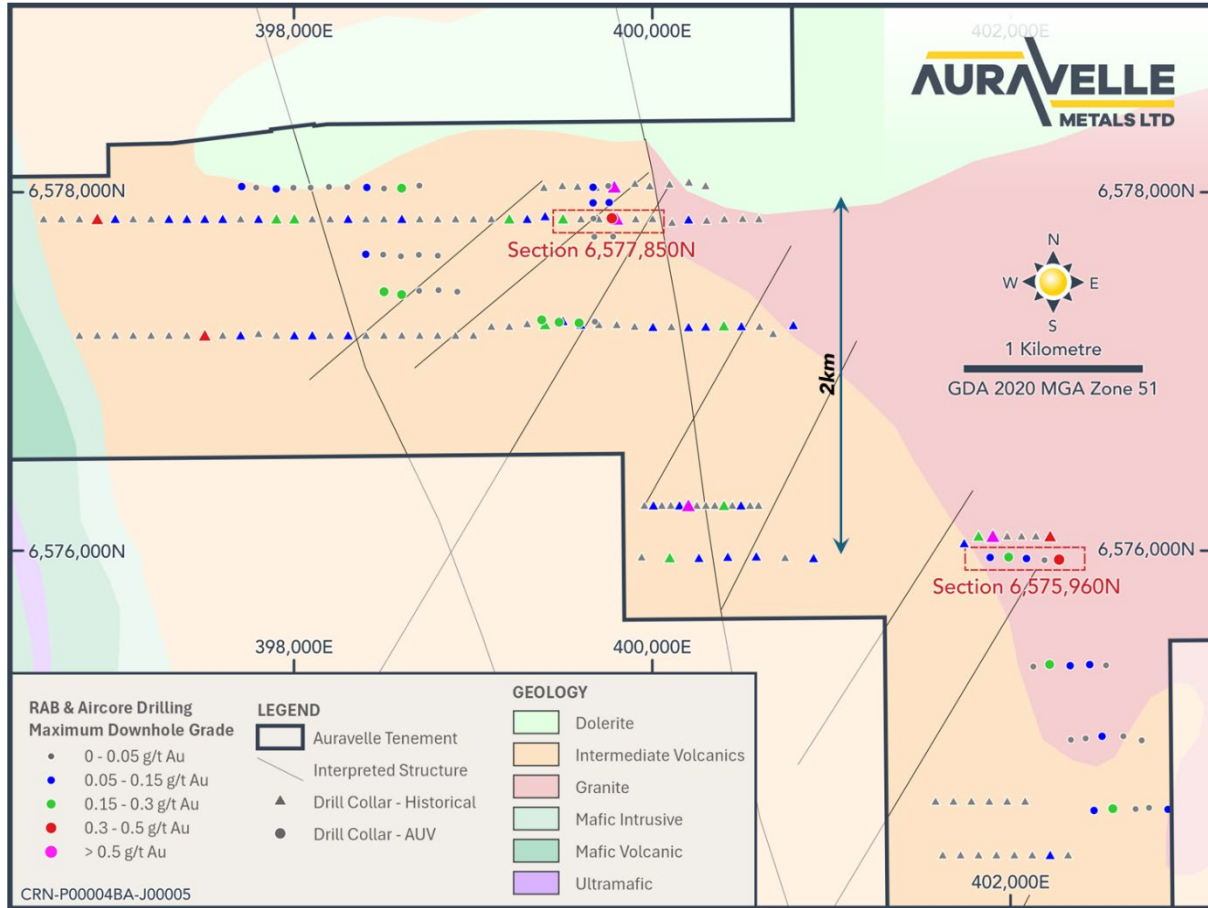 398,000E
400,000E
402,000E
AURAVELLE
METALS LTD
6,578,000N
6,578,000N
Section 6,577,850N
N
W
E
S
1 Kilometre
GDA 2020 MGA Zone 51
2km
6,576,000N
6,576,000N
Section 6,575,960N
398,000E
400,000E
402,000E
RAB & Aircore Drilling
Maximum Downhole Grade
0 - 0.05 g/t Au
0.05 - 0.15 g/t Au
0.15 - 0.3 g/t Au
0.3 - 0.5 g/t Au
> 0.5 g/t Au
LEGEND
Auravelle Tenement
Interpreted Structure
Drill Collar - Historical
Drill Collar - AUV
GEOLOGY
Dolerite
Intermediate Volcanics
Granite
Mafic Intrusive
Mafic Volcanic
Ultramafic
CRN-P00004BA-J00005